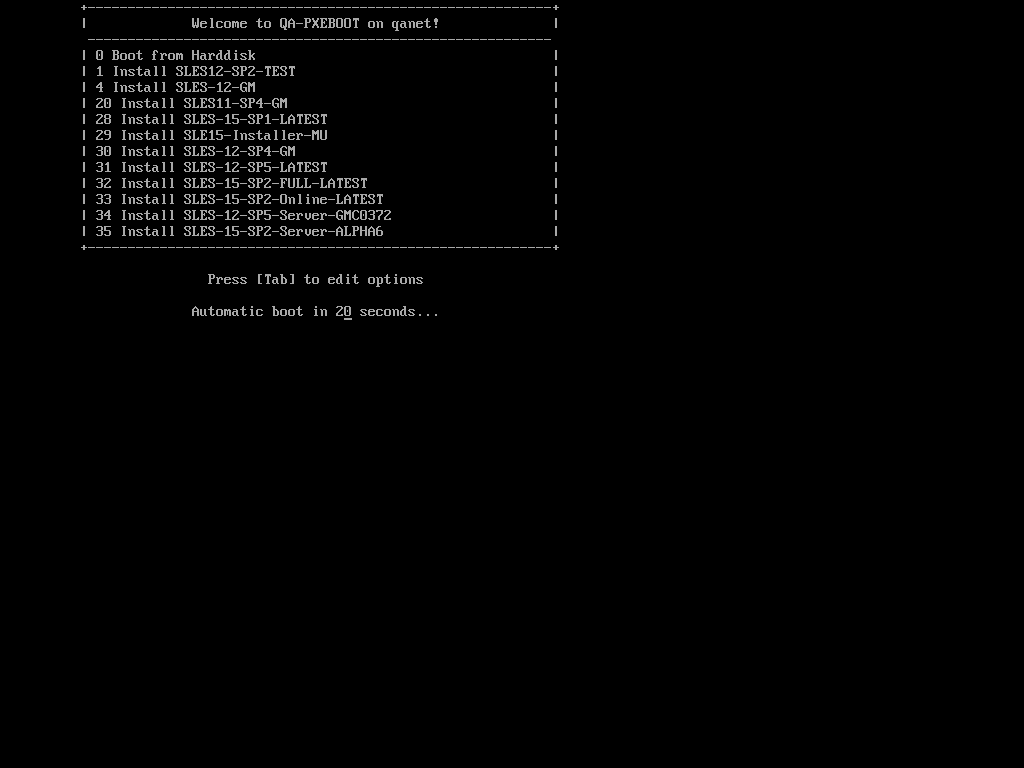 Welcome to QA-PXEBOOT on qanet!
0 Boot from Harddisk
1 Install SLES12-SP2-TEST
4 Install SLES-12-GM
20 Install SLES11-SP4-GM
28 Install SLES-15-SP1-LATEST
29 Install SLE15-Installer-MU
30 Install SLES-12-SP4-GM
31 Install SLES-12-SP5-LATEST
32 Install SLES-15-SP2-FULL-LATEST
33 Install SLES-15-SP2-Online-LATEST
34 Install SLES-12-SP5-Server-GMC0372
35 Install SLES-15-SP2-Server-ALPHA6
Press [Tab] to edit options
Automatic boot in 20 seconds...